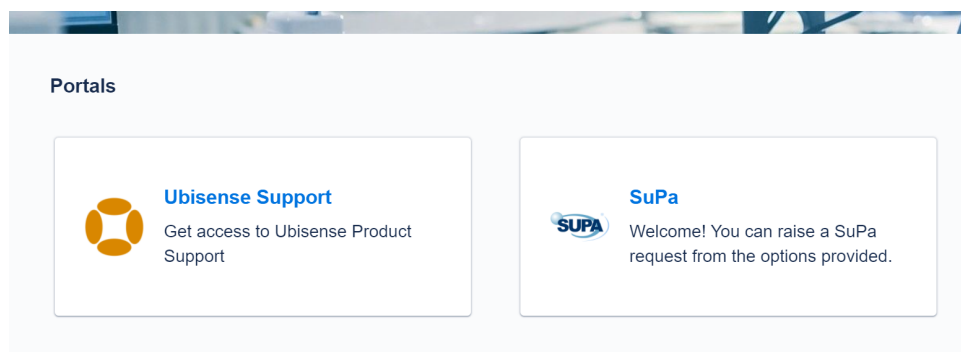 Portals
Ubisense Support
Get access to Ubisense Product
Support
SUPA
SuPa
Welcome! You can raise a SuPa
request from the options provided.